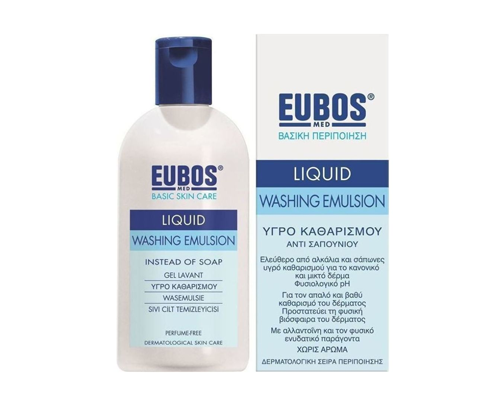 EUBOS®
MED
BASIC SKIN CARE
LIQUID
WASHING EMULSION
INSTEAD OF SOAP
GEL LAVANT
ΥΓΡΟ ΚΑΘΑΡΙΣΜΟΥ
WASEMULSIE
SIVI CILT TEMIZLEYICISI
PERFUME-FREE
DERMATOLOGICAL SKIN CARE
EUBOS®
MED
ΒΑΣΙΚΗ ΠΕΡΙΠΟΙΗΣΗ
LIQUID
WASHING EMULSION
ΥΓΡΟ ΚΑΘΑΡΙΣΜΟΥ
ΑΝΤΙ ΣΑΠΟΥΝΙΟΥ
Ελεύθερο από αλκάλια και σάπωνες
υγρό καθαρισμού για το κανονικό
και μικτό δέρμα
Φυσιολογικό pH
Για τον απαλό και βαθύ
καθαρισμό του δέρματος
Προστατεύει τη φυσική
βιόσφαιρα του δέρματος
Με αλλαντοΐνη και τον φυσικό
ενυδατικό παράγοντα
ΧΩΡΙΣ ΑΡΩΜΑ
ΔΕΡΜΑΤΟΛΟΓΙΚΗ ΣΕΙΡΑ ΠΕΡΙΠΟΙΗΣΗΣ